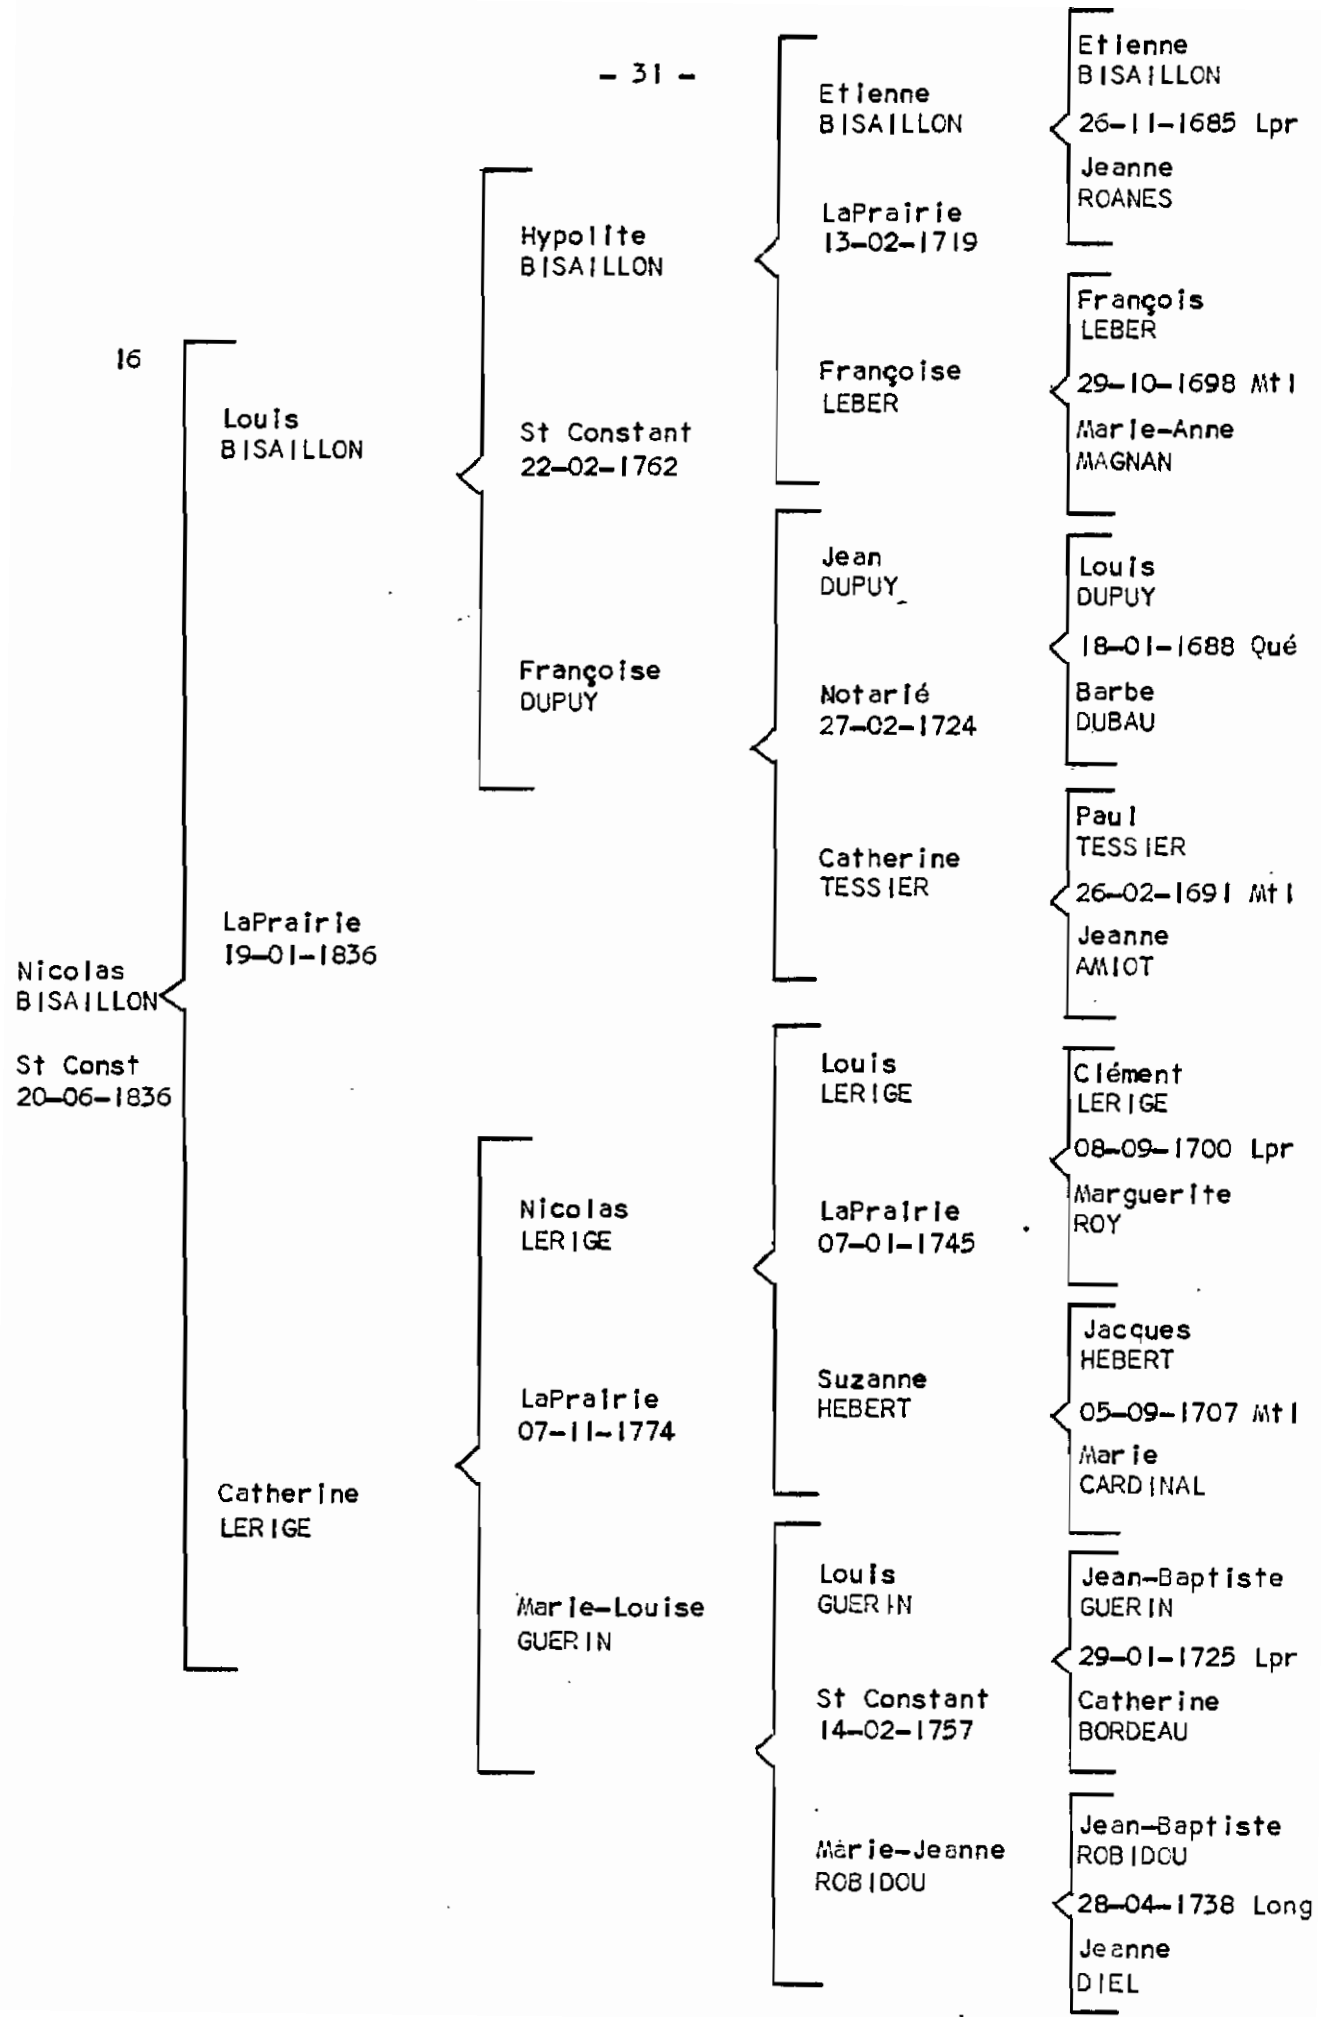 - 31 -
16
Nicolas
BISAILLON
St Const
20-06-1836
Louis
BISAILLON
LaPrairie
19-01-1836
Catherine
LERIGE
Hypolite
BISAILLON
St Constant
22-02-1762
Françoise
DUPUY
Nicolas
LERIGE
LaPrairie
07-11-1774
Marie-Louise
GUERIN
Etienne
BISAILLON
LaPrairie
13-02-1719
Françoise
LEBER
Jean
DUPUY
Notarié
27-02-1724
Catherine
TESSIER
Louis
LERIGE
LaPrairie
07-01-1745
Suzanne
HEBERT
Louis
GUERIN
St Constant
14-02-1757
Marie-Jeanne
ROBIDOU
Etienne
BISAILLON
26-11-1685 Lpr
Jeanne
ROANES
François
LEBER
29-10-1698 Mtl
Marie-Anne
MAGNAN
Louis
DUPUY
18-01-1688 Qué
Barbe
DUBAU
Paul
TESSIER
26-02-1691 Mtl
Jeanne
AMIOT
Clément
LERIGE
08-09-1700 Lpr
Marguerite
ROY
Jacques
HEBERT
05-09-1707 Mtl
Marie
CARDINAL
Jean-Baptiste
GUERIN
29-01-1725 Lpr
Catherine
BORDEAU
Jean-Baptiste
ROBIDOU
28-04-1738 Long
Jeanne
DIEL